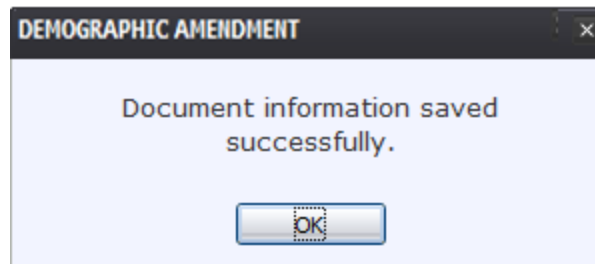 DEMOGRAPHIC AMENDMENT
Document information saved
successfully.
OK